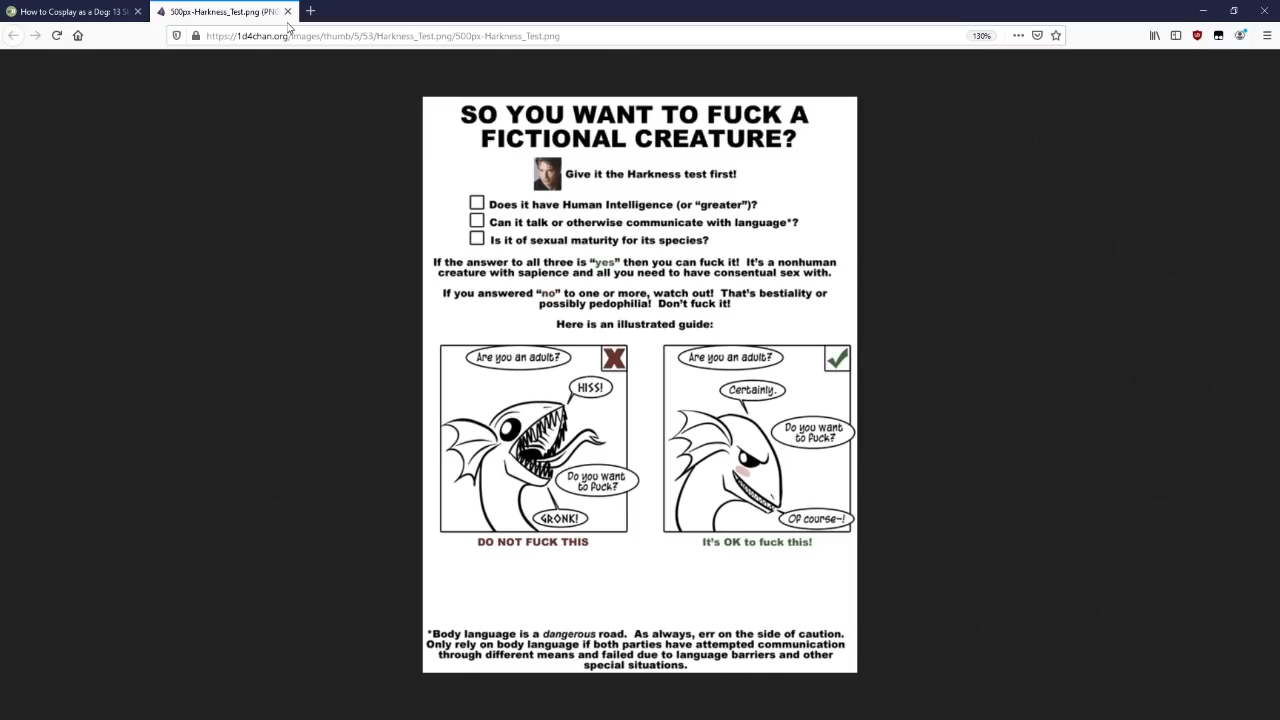 How to Cosplay as a Dog: 13 St
500px-Harkness_Test.png (PNG
https://1d4chan.org/images/thumb/5/53/Harkness_Test.png/500px-Harkness_Test.png
130%
SO YOU WANT TO FUCK A
FICTIONAL CREATURE?
Give it the Harkness test first!
Does it have Human Intelligence (or “greater”)?
Can it talk or otherwise communicate with language*?
Is it of sexual maturity for its species?
If the answer to all three is “yes” then you can fuck it! It’s a nonhuman
creature with sapience and all you need to have consentual sex with.
If you answered “no” to one or more, watch out! That’s bestiality or
possibly pedophilia! Don’t fuck it!
Here is an illustrated guide:
Are you an adult?
HISS!
Do you want
to fuck?
GRONK!
DO NOT FUCK THIS
Are you an adult?
Certainly.
Do you want
to fuck?
Of course~!
It’s OK to fuck this!
*Body language is a dangerous road. As always, err on the side of caution.
Only rely on body language if both parties have attempted communication
through different means and failed due to language barriers and other
special situations.